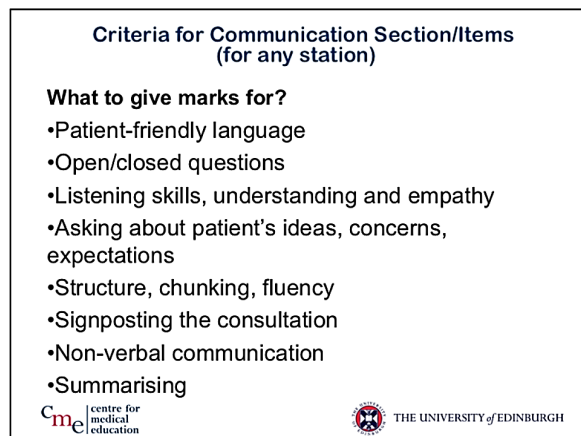 Criteria for Communication Section/Items
(for any station)
What to give marks for?
•Patient-friendly language
•Open/closed questions
•Listening skills, understanding and empathy
•Asking about patient's ideas, concerns,
expectations
•Structure, chunking, fluency
•Signposting the consultation
•Non-verbal communication
•Summarising
cme centre for
medical
education
THE UNIVERSITY of EDINBURGH